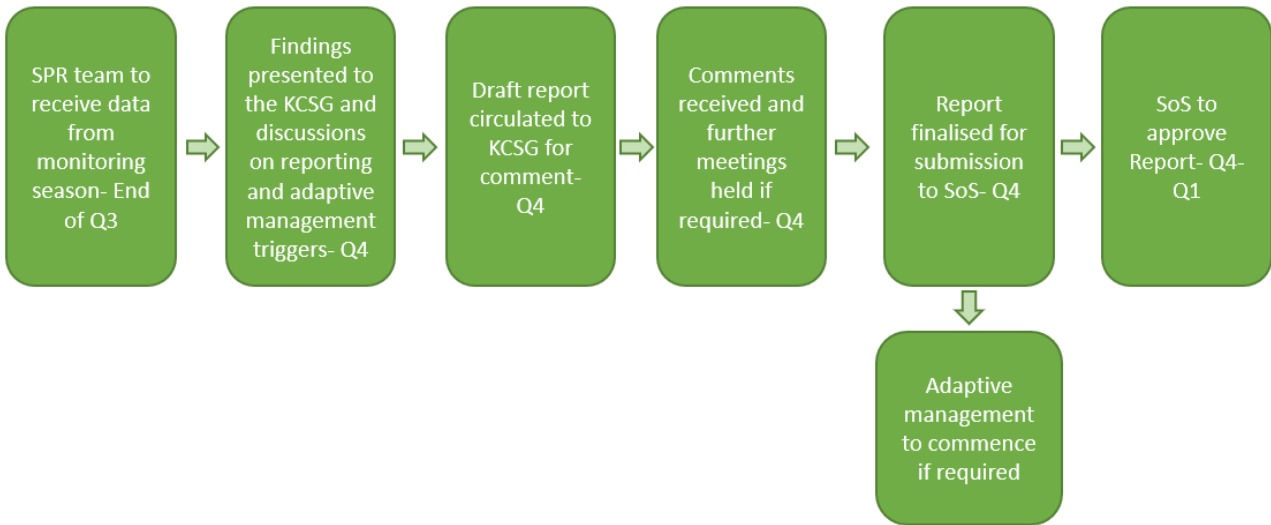 SPR team to
receive data
from
monitoring
season- End
of Q3
Findings
presented to
the KCSG and
discussions
on reporting
and adaptive
management
triggers- Q4
Draft report
circulated to
KCSG for
comment-
Q4
Comments
received and
further
meetings
held if
required- Q4
Report
finalised for
submission
to SoS- Q4
SoS to
approve
Report- Q4-
Q1
Adaptive
management
to commence
if required